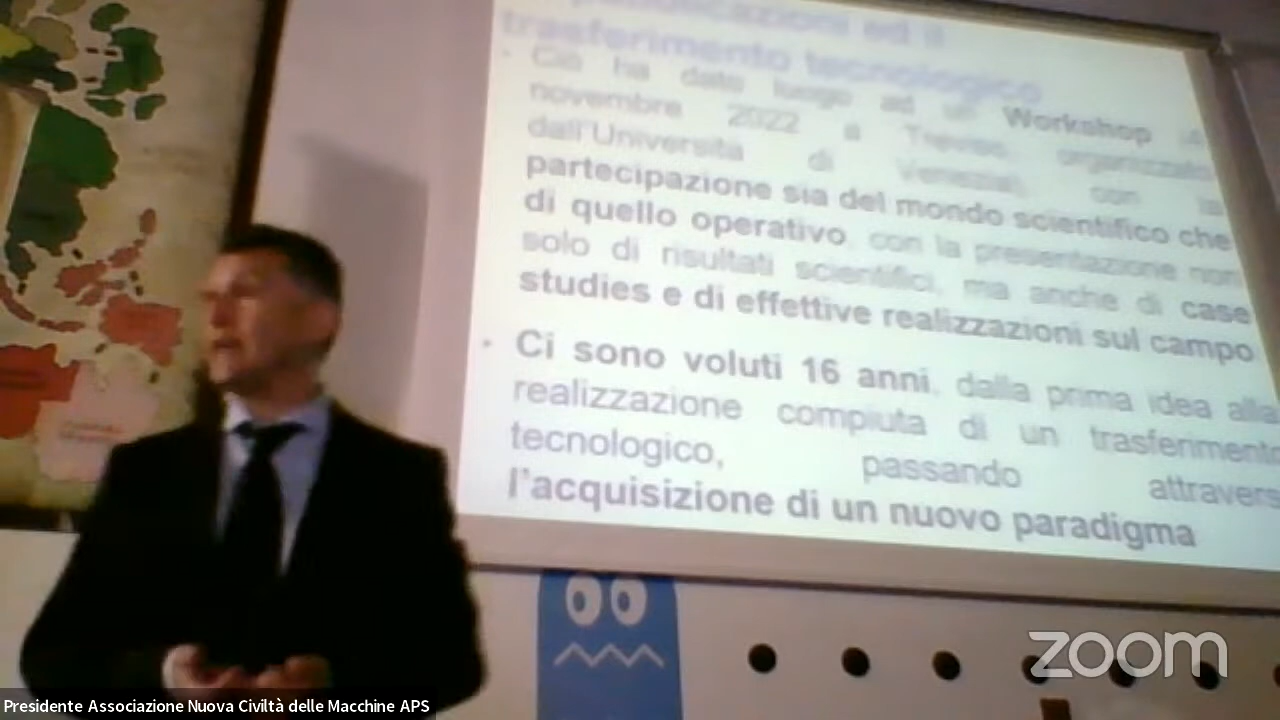 ed il
trasferimento tecnologico
• Ciò ha dato luogo ad un Workshop
novembre 2022 a Treviso, organizzato
dall'Università di Venezia, con la
partecipazione sia del mondo scientifico che
di quello operativo, con la presentazione non
solo di risultati scientifici, ma anche di case
studies e di effettive realizzazioni sul campo
• Ci sono voluti 16 anni, dalla prima idea alla
realizzazione compiuta di un trasferimento
tecnologico, passando attravers
l'acquisizione di un nuovo paradigma
zoom
Presidente Associazione Nuova Civiltà delle Macchine APS